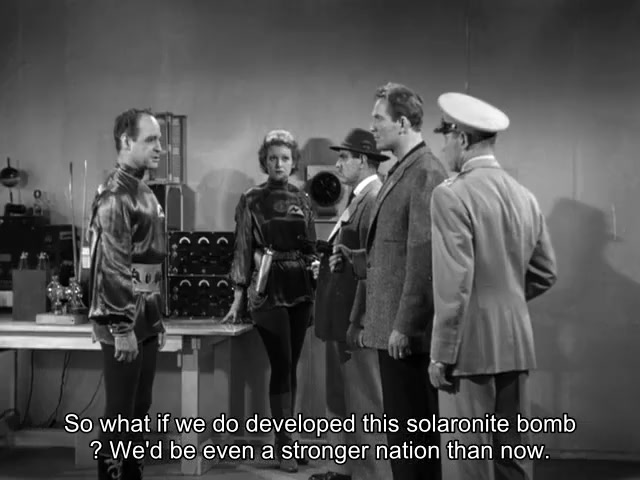 So what if we do developed this solaronite bomb
? We'd be even a stronger nation than now.